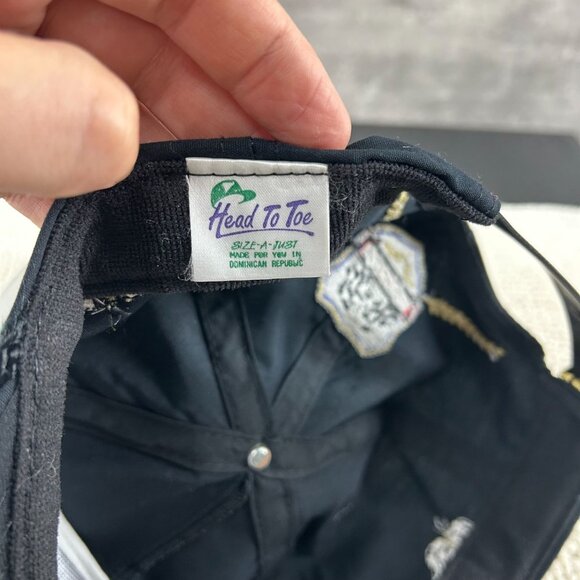 Head To Toe
SIZE-A-JUST
MADE FOR YOU IN
DOMINICAN REPUBLIC